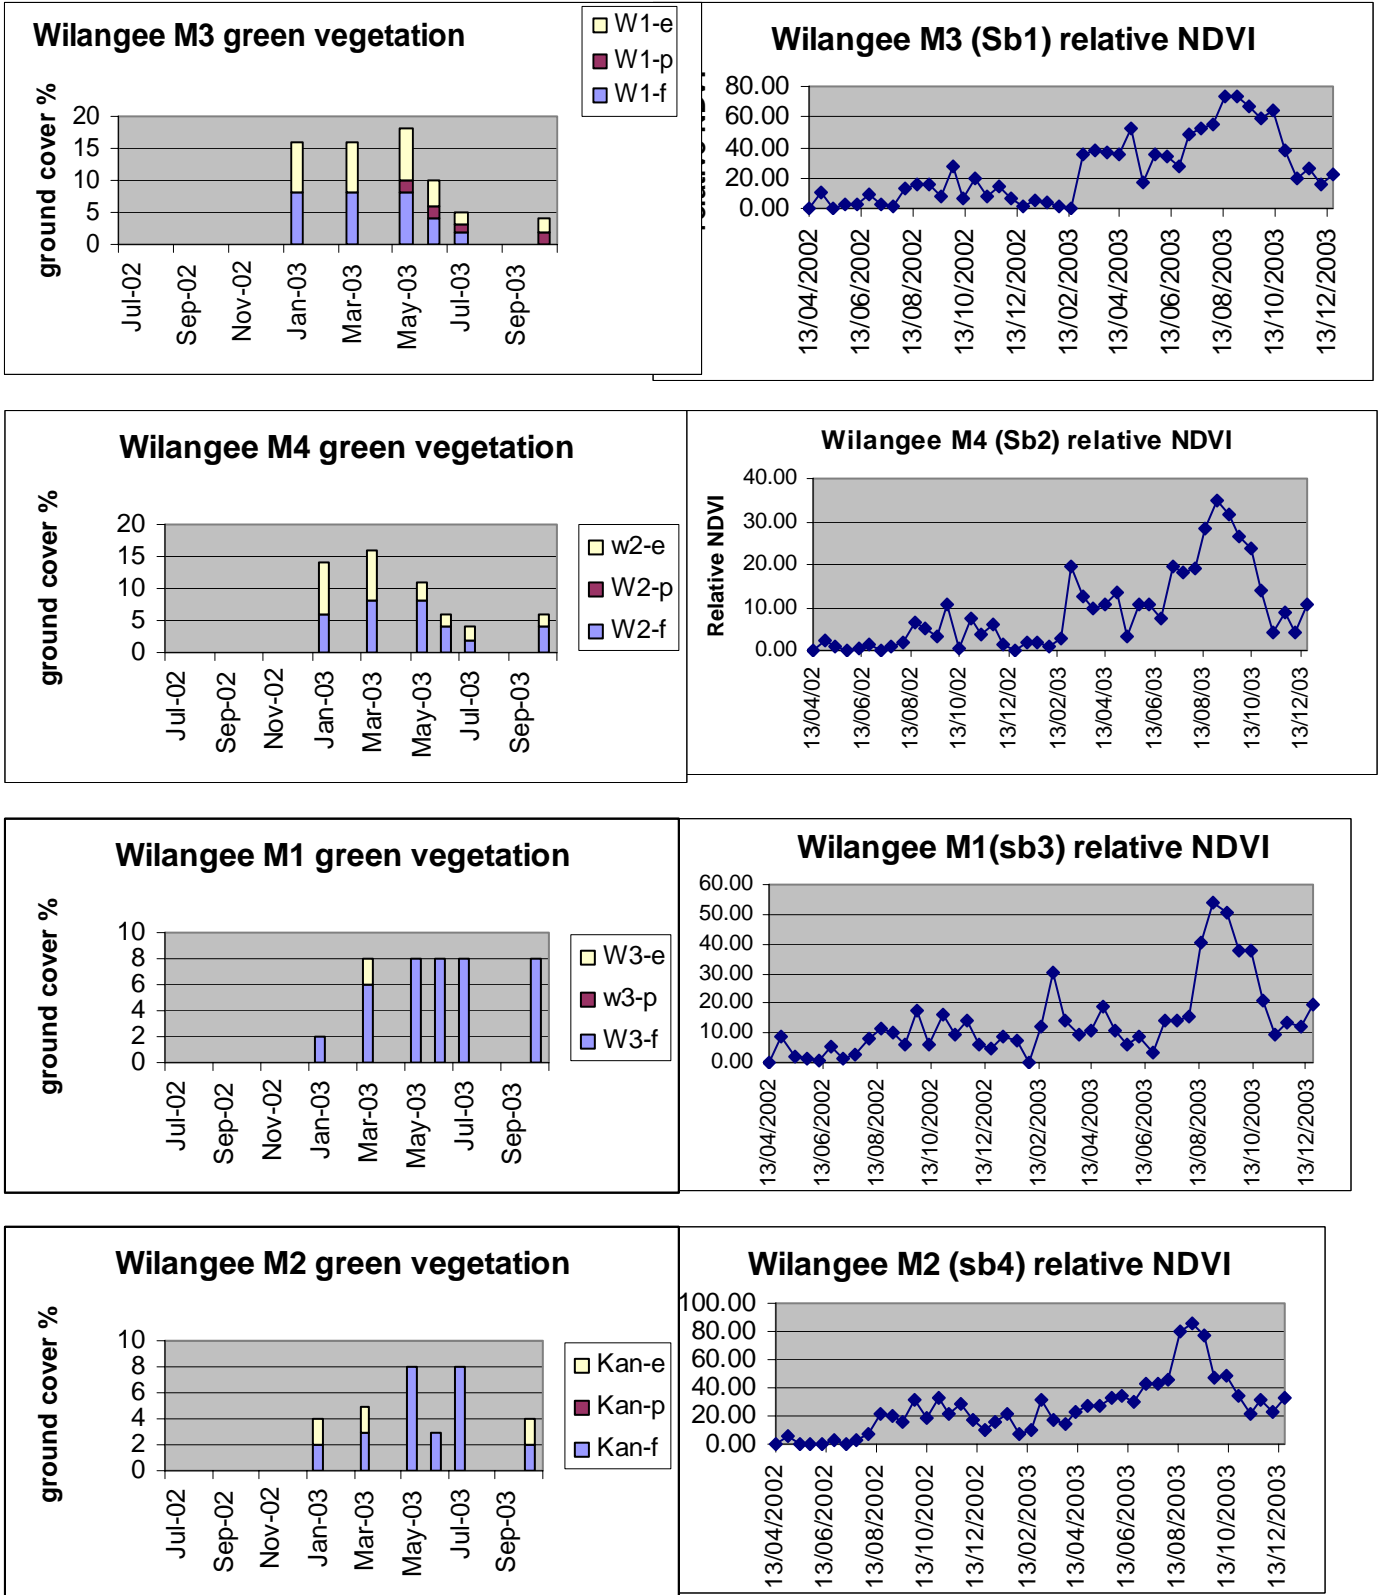 Wilangee M3 green vegetation
W1-e
W1-p
W1-f
ground cover %
20
15
10
5
0
Jul-02
Sep-02
Nov-02
Jan-03
Mar-03
May-03
Jul-03
Sep-03
Wilangee M3 (Sb1) relative NDVI
80.00
60.00
40.00
20.00
0.00
13/04/2002
13/06/2002
13/08/2002
13/10/2002
13/12/2002
13/02/2003
13/04/2003
13/06/2003
13/08/2003
13/10/2003
13/12/2003
Wilangee M4 green vegetation
ground cover %
20
15
10
5
0
Jul-02
Sep-02
Nov-02
Jan-03
Mar-03
May-03
Jul-03
Sep-03
w2-e
W2-p
W2-f
Wilangee M4 (Sb2) relative NDVI
Relative NDVI
40.00
30.00
20.00
10.00
0.00
13/04/02
13/06/02
13/08/02
13/10/02
13/12/02
13/02/03
13/04/03
13/06/03
13/08/03
13/10/03
13/12/03
Wilangee M1 green vegetation
ground cover %
10
8
6
4
2
0
Jul-02
Sep-02
Nov-02
Jan-03
Mar-03
May-03
Jul-03
Sep-03
W3-e
w3-p
W3-f
Wilangee M1(sb3) relative NDVI
60.00
50.00
40.00
30.00
20.00
10.00
0.00
13/04/2002
13/06/2002
13/08/2002
13/10/2002
13/12/2002
13/02/2003
13/04/2003
13/06/2003
13/08/2003
13/10/2003
13/12/2003
Wilangee M2 green vegetation
ground cover %
10
8
6
4
2
0
Jul-02
Sep-02
Nov-02
Jan-03
Mar-03
May-03
Jul-03
Sep-03
Kan-e
Kan-p
Kan-f
Wilangee M2 (sb4) relative NDVI
100.00
80.00
60.00
40.00
20.00
0.00
13/04/2002
13/06/2002
13/08/2002
13/10/2002
13/12/2002
13/02/2003
13/04/2003
13/06/2003
13/08/2003
13/10/2003
13/12/2003